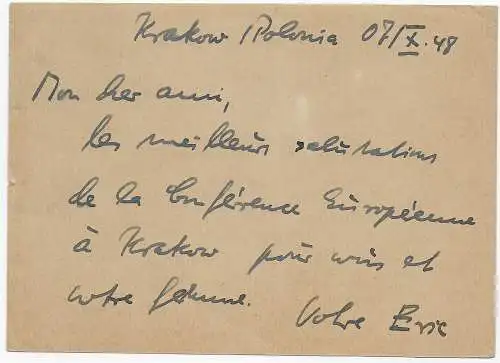 Krakow Polonia 07/X.48
Mon cher ami,
les meilleurs salutations
de la Conférence Européenne
à Krakow pour vous et
votre femme. Votre Eric